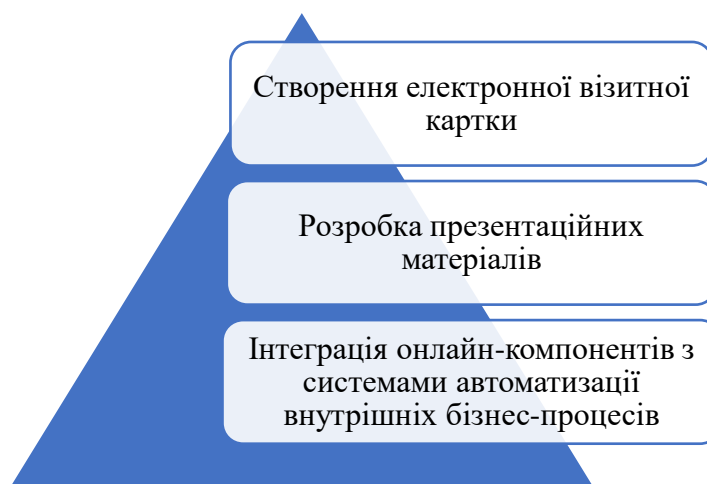 Створення електронної візитної
картки
Розробка презентаційних
матеріалів
Інтеграція онлайн-компонентів з
системами автоматизації
внутрішніх бізнес-процесів